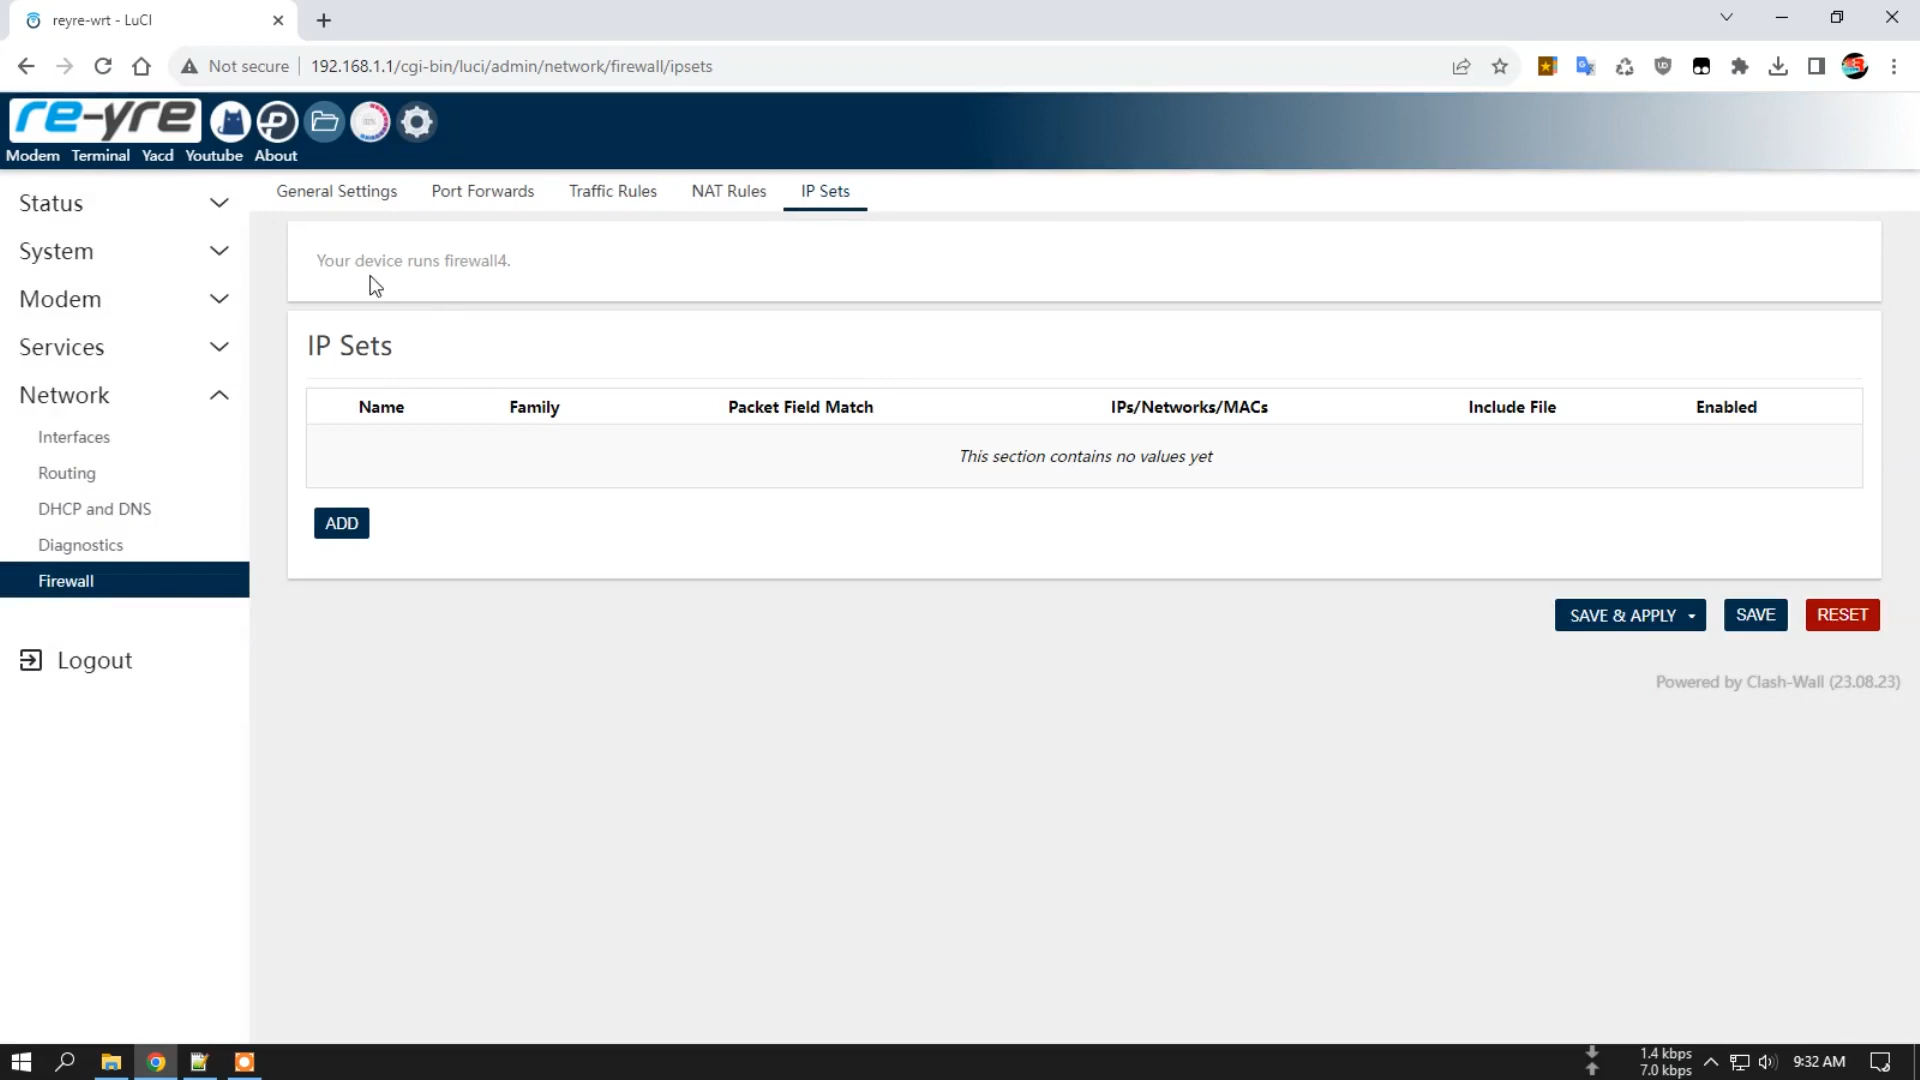 reyre-wrt - LuCI
Not secure
192.168.1.1/cgi-bin/luci/admin/network/firewall/ipsets
re-yre
Modem Terminal Yacd Youtube About
Status
System
Modem
Services
Network
Interfaces
Routing
DHCP and DNS
Diagnostics
Firewall
Logout
General Settings Port Forwards Traffic Rules NAT Rules IP Sets
Your device runs firewall4.
IP Sets
Name Family Packet Field Match IPs/Networks/MACs Include File Enabled
This section contains no values yet
ADD
SAVE & APPLY SAVE RESET
Powered by Clash-Wall (23.08.23)
1.4 kbps
7.0 kbps
9:32 AM